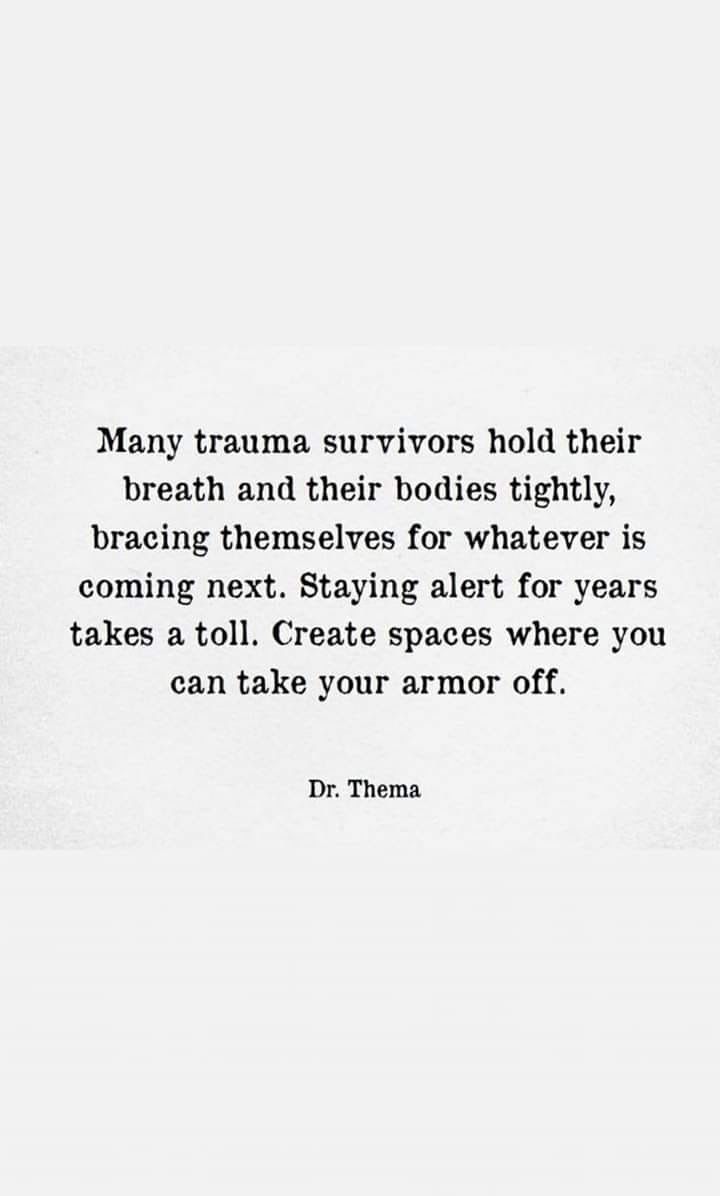 Many trauma survivors hold their
breath and their bodies tightly,
bracing themselves for whatever is
coming next. Staying alert for years
takes a toll. Create spaces where you
can take your armor off.
Dr. Thema